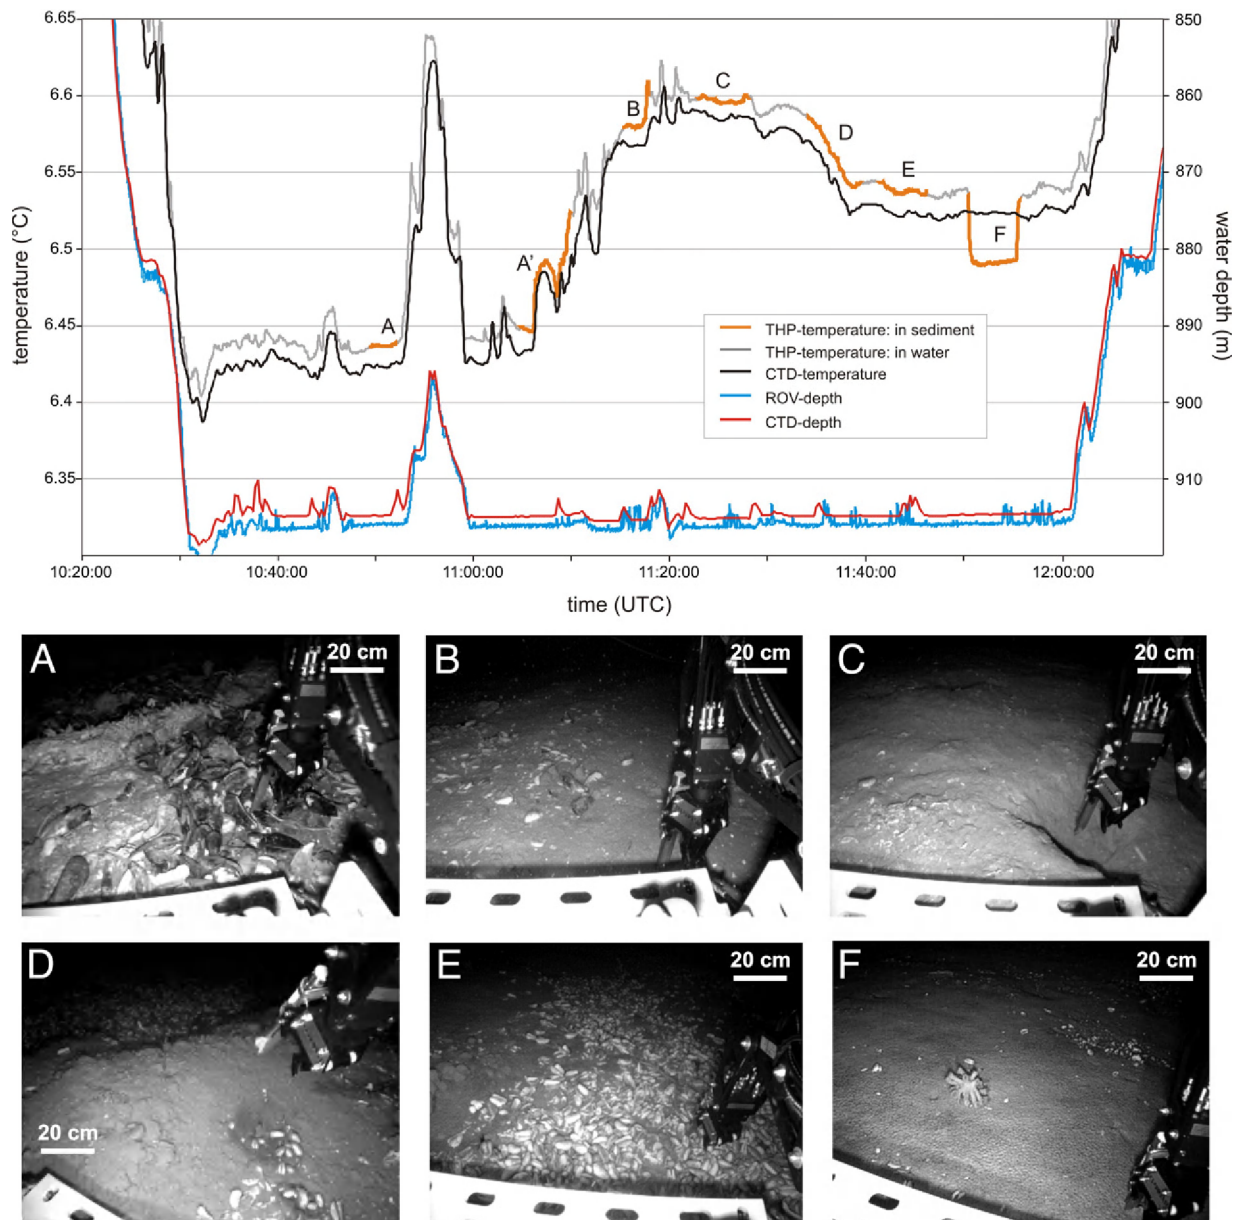 6.65
850
6.6
860
6.55
870
6.5
880
6.45
890
6.4
900
6.35
910
temperature (°C)
water depth (m)
A
A'
B
C
D
E
F
THP-temperature: in sediment
THP-temperature: in water
CTD-temperature
ROV-depth
CTD-depth
10:20:00 10:40:00 11:00:00 11:20:00 11:40:00 12:00:00
time (UTC)
A 20 cm
B 20 cm
C 20 cm
D
20 cm
E 20 cm
F 20 cm